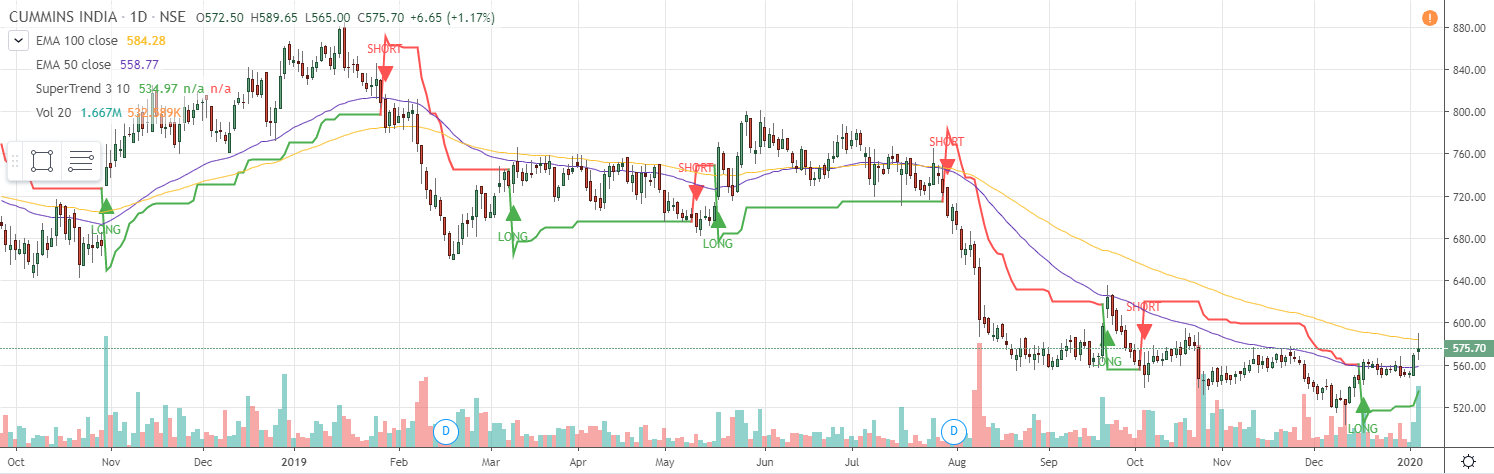 CUMMINS INDIA · 1D · NSE O572.50 H589.65 L565.00 C575.70 +6.65 (+1.17%)
EMA 100 close 584.28
EMA 50 close 558.77
SuperTrend 3 10 534.97 n/a n/a
Vol 20 1.667M 532.589K
SHORT
SHORT
SHORT
SHORT
LONG
LONG
LONG
LONG
LONG
880.00
840.00
800.00
760.00
720.00
680.00
640.00
600.00
575.70
560.00
520.00
D
D
Oct Nov Dec 2019 Feb Mar Apr May Jun Jul Aug Sep Oct Nov Dec 2020